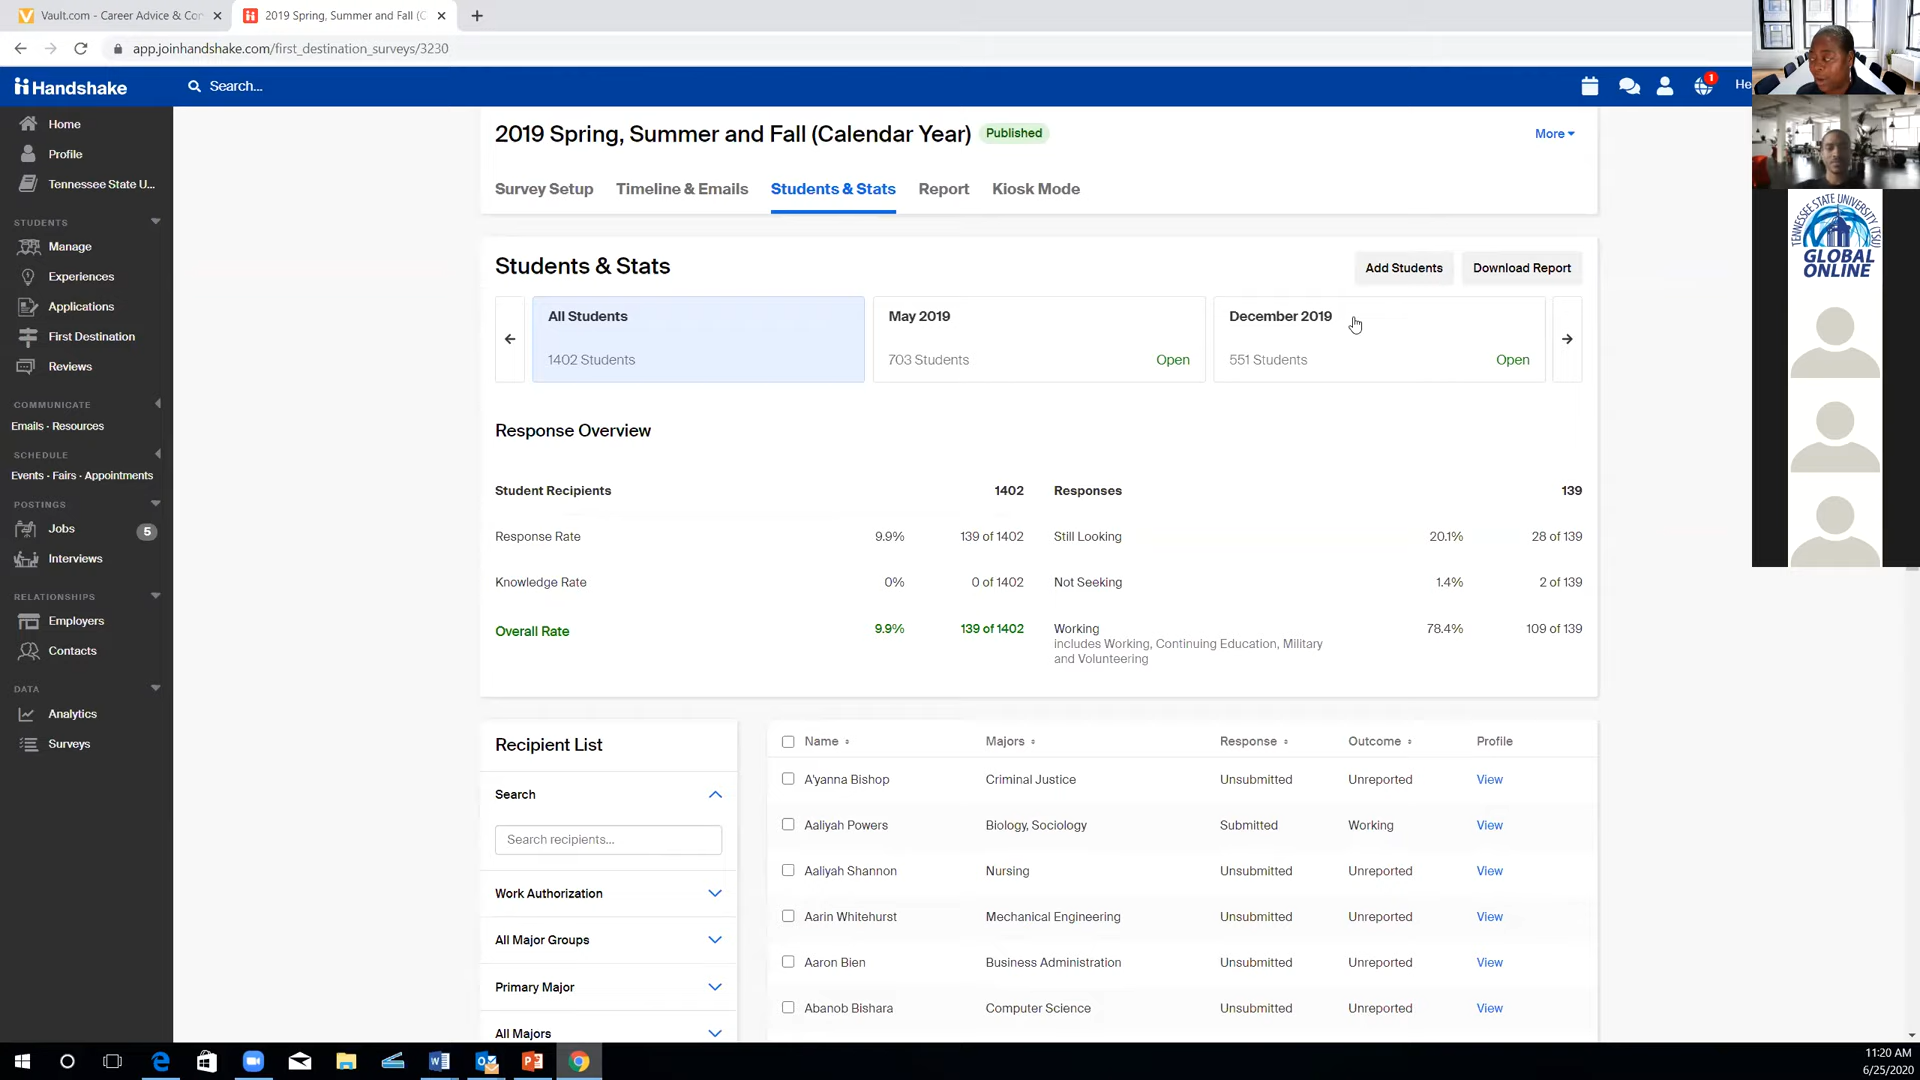 Vault.com - Career Advice & Con
2019 Spring, Summer and Fall (C
app.joinhandshake.com/first_destination_surveys/3230
Handshake
Search...
1
He
Home
Profile
Tennessee State U...
STUDENTS
Manage
Experiences
Applications
First Destination
Reviews
COMMUNICATE
Emails - Resources
SCHEDULE
Events - Fairs - Appointments
POSTINGS
Jobs 5
Interviews
RELATIONSHIPS
Employers
Contacts
DATA
Analytics
Surveys
2019 Spring, Summer and Fall (Calendar Year) Published
More
Survey Setup Timeline & Emails Students & Stats Report Kiosk Mode
Students & Stats
Add Students Download Report
All Students
1402 Students
May 2019
703 Students Open
December 2019
551 Students Open
Response Overview
Student Recipients 1402 Responses 139
Response Rate 9.9% 139 of 1402 Still Looking 20.1% 28 of 139
Knowledge Rate 0% 0 of 1402 Not Seeking 1.4% 2 of 139
Overall Rate 9.9% 139 of 1402 Working 78.4% 109 of 139
includes Working, Continuing Education, Military
and Volunteering
Recipient List
Search
Search recipients...
Work Authorization
All Major Groups
Primary Major
All Majors
Name Majors Response Outcome Profile
A'yanna Bishop Criminal Justice Unsubmitted Unreported View
Aaliyah Powers Biology, Sociology Submitted Working View
Aaliyah Shannon Nursing Unsubmitted Unreported View
Aarin Whitehurst Mechanical Engineering Unsubmitted Unreported View
Aaron Bien Business Administration Unsubmitted Unreported View
Abanob Bishara Computer Science Unsubmitted Unreported View
TENNESSEE STATE UNIVERSITY (TSU)
GLOBAL
ONLINE
11:20 AM
6/25/2020